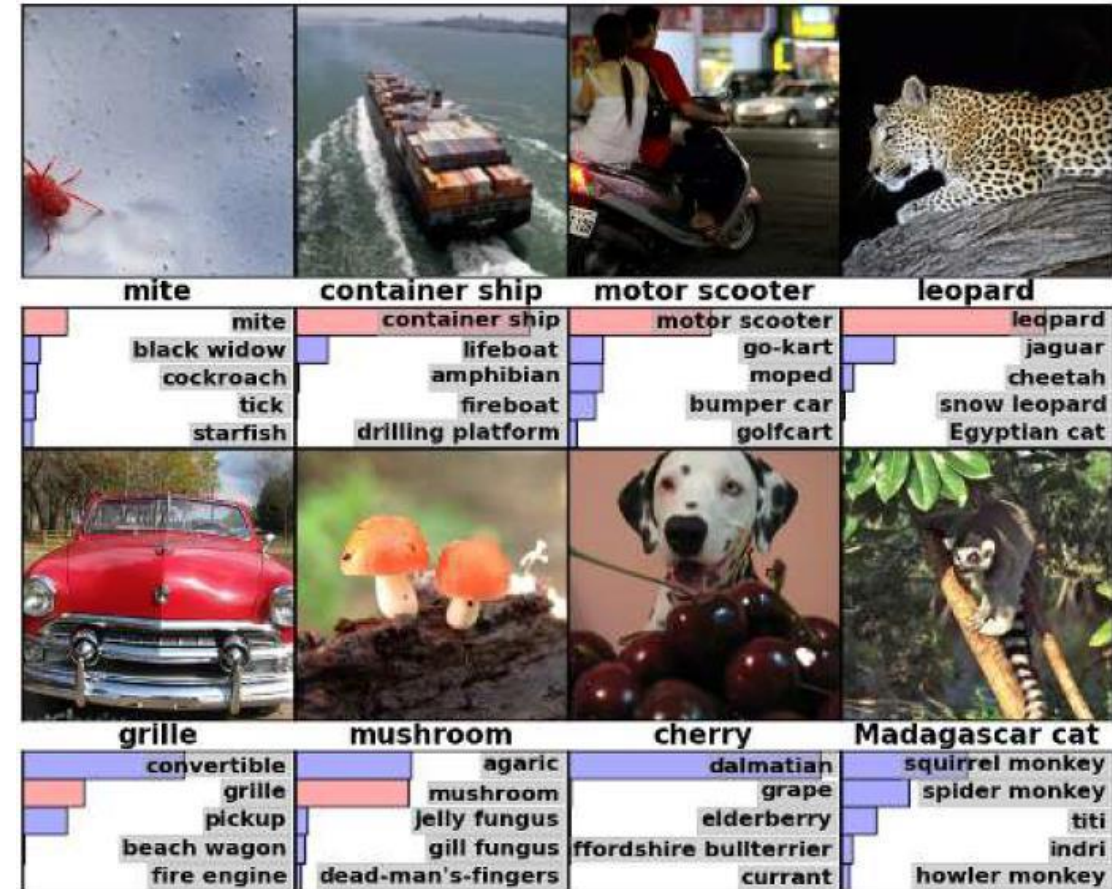 mite container ship motor scooter leopard
mite container ship motor scooter leopard
black widow lifeboat go-kart jaguar
cockroach amphibian moped cheetah
tick fireboat bumper car snow leopard
starfish drilling platform golfcart Egyptian cat
grille mushroom cherry Madagascar cat
convertible agaric dalmatian squirrel monkey
grille mushroom grape spider monkey
pickup jelly fungus elderberry titi
beach wagon gill fungus ffordshire bullterrier indri
fire engine dead-man's-fingers currant howler monkey